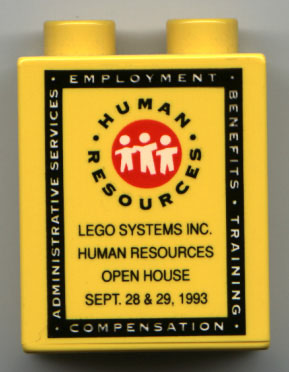 · EMPLOYMENT ·
BENEFITS · TRAINING
· COMPENSATION ·
ADMINISTRATIVE SERVICES
· HUMAN ·
RESOURCES
LEGO SYSTEMS INC.
HUMAN RESOURCES
OPEN HOUSE
SEPT. 28 & 29, 1993